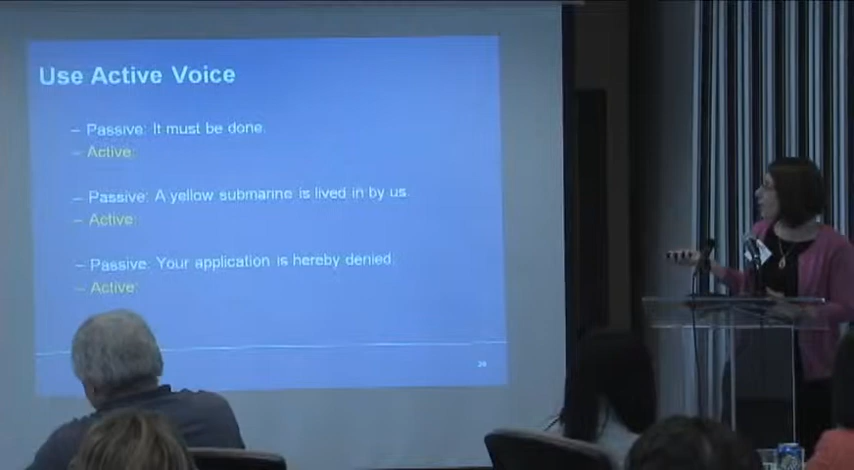 Use Active Voice
– Passive: It must be done.
– Active:
– Passive: A yellow submarine is lived in by us.
– Active:
– Passive: Your application is hereby denied.
– Active: